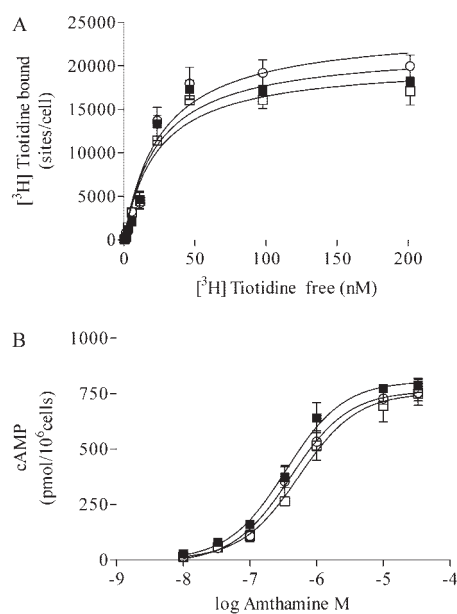 A
[³H] Tiotidine bound
(sites/cell)
25000
20000
15000
10000
5000
0
0 50 100 150 200
[³H] Tiotidine free (nM)
B
cAMP
(pmol/10⁶cells)
1000
750
500
250
0
-9 -8 -7 -6 -5 -4
log Amthamine M